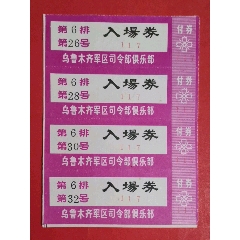 第6排 入場券 付券
第26号
乌鲁木齐军区司令部俱乐部
第6排 入場券 付券
第28号
乌鲁木齐军区司令部俱乐部
第6排 入場券 付券
第30号
乌鲁木齐军区司令部俱乐部
第6排 入場券 付券
第32号
乌鲁木齐军区司令部俱乐部